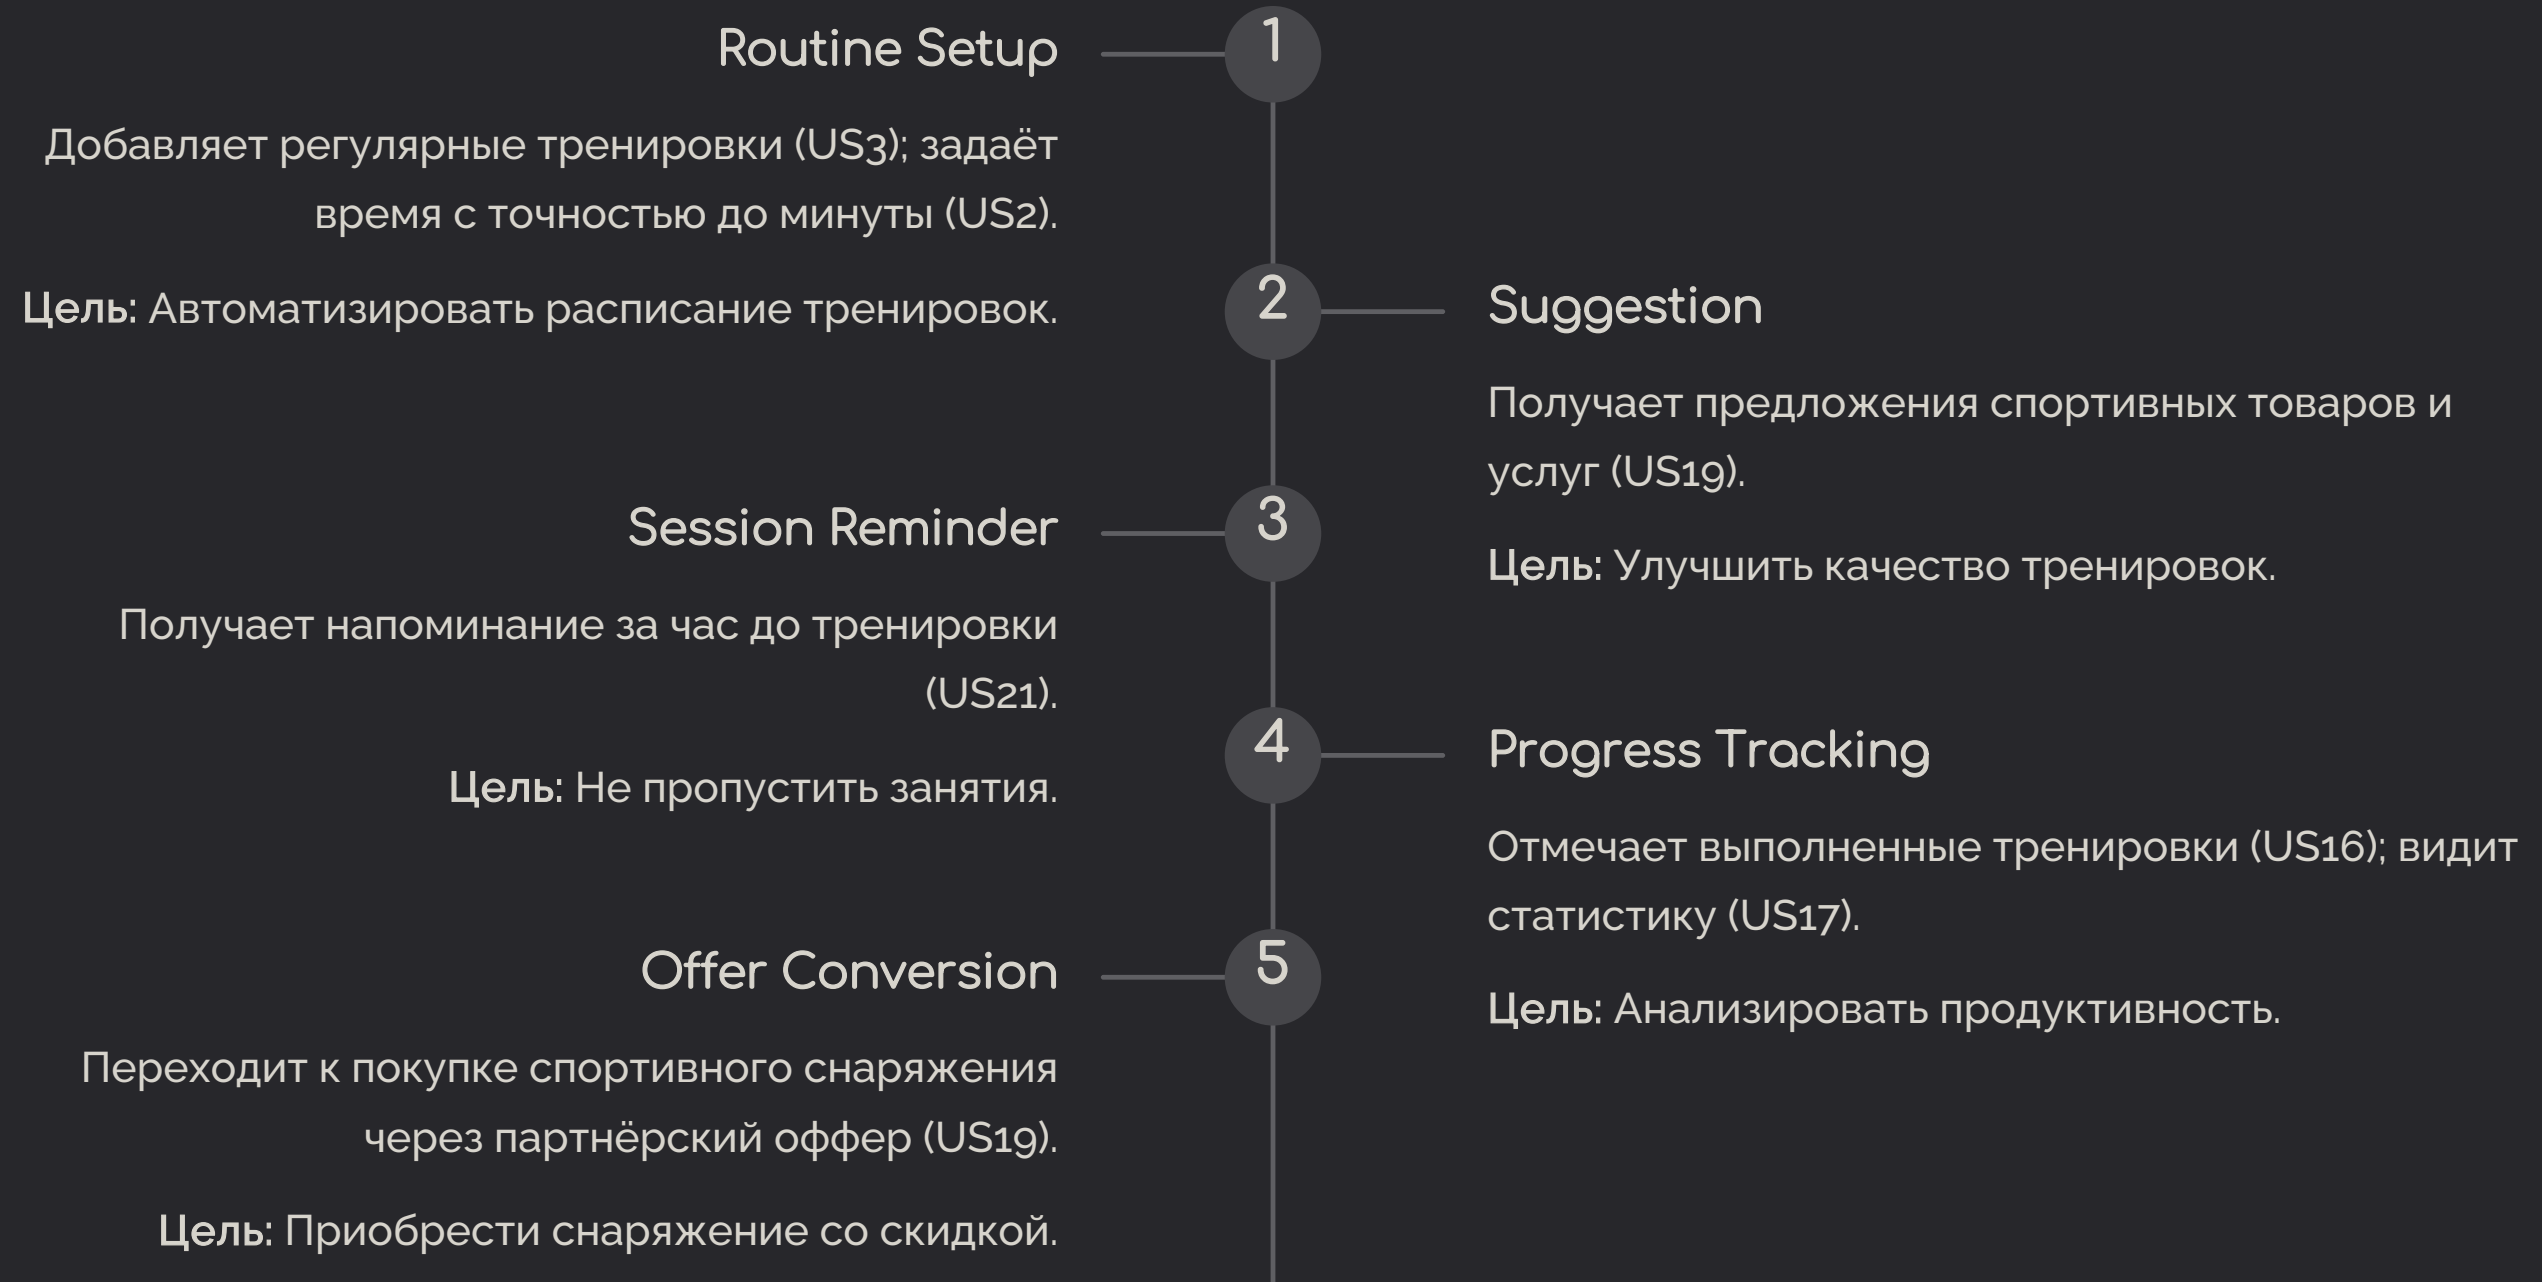 1
Routine Setup
Добавляет регулярные тренировки (US3); задаёт
время с точностью до минуты (US2).
Цель: Автоматизировать расписание тренировок.
2
Suggestion
Получает предложения спортивных товаров и
услуг (US19).
Цель: Улучшить качество тренировок.
3
Session Reminder
Получает напоминание за час до тренировки
(US21).
Цель: Не пропустить занятия.
4
Progress Tracking
Отмечает выполненные тренировки (US16); видит
статистику (US17).
Цель: Анализировать продуктивность.
5
Offer Conversion
Переходит к покупке спортивного снаряжения
через партнёрский оффер (US19).
Цель: Приобрести снаряжение со скидкой.